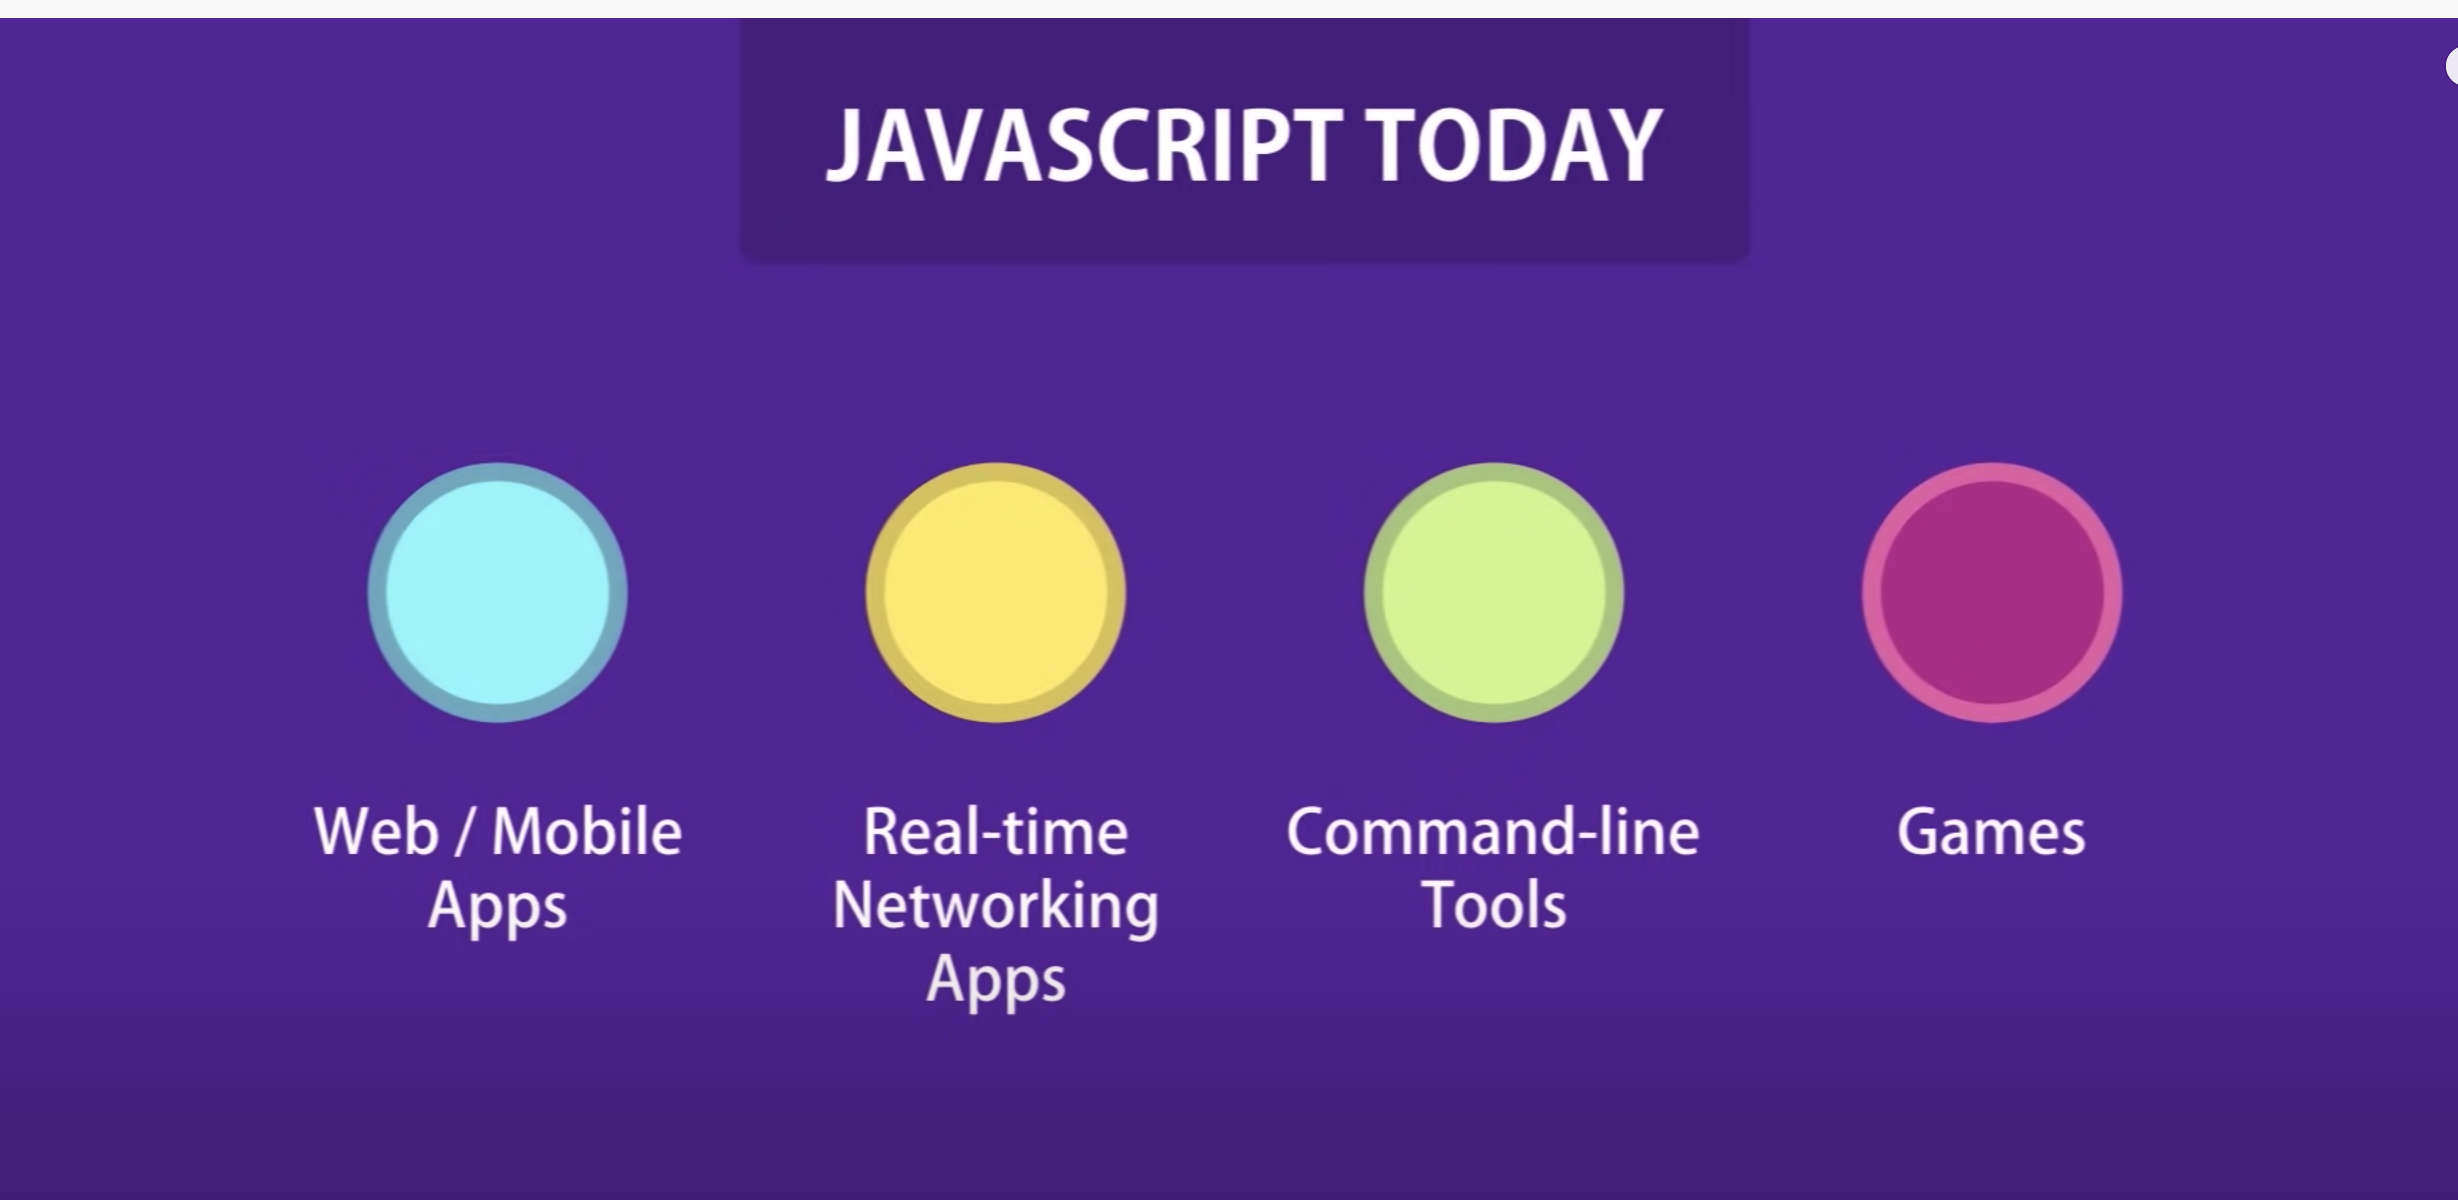 JAVASCRIPT TODAY
Web / Mobile
Apps
Real-time
Networking
Apps
Command-line
Tools
Games